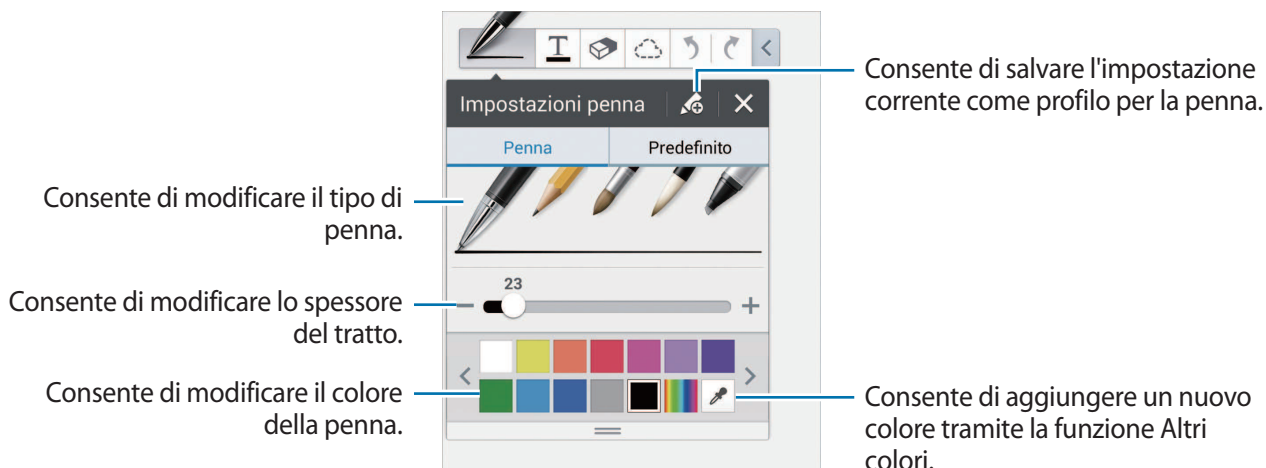 T
Impostazioni penna
Penna
Predefinito
23
Consente di salvare l'impostazione
corrente come profilo per la penna.
Consente di modificare il tipo di
penna.
Consente di modificare lo spessore
del tratto.
Consente di modificare il colore
della penna.
Consente di aggiungere un nuovo
colore tramite la funzione Altri
colori.